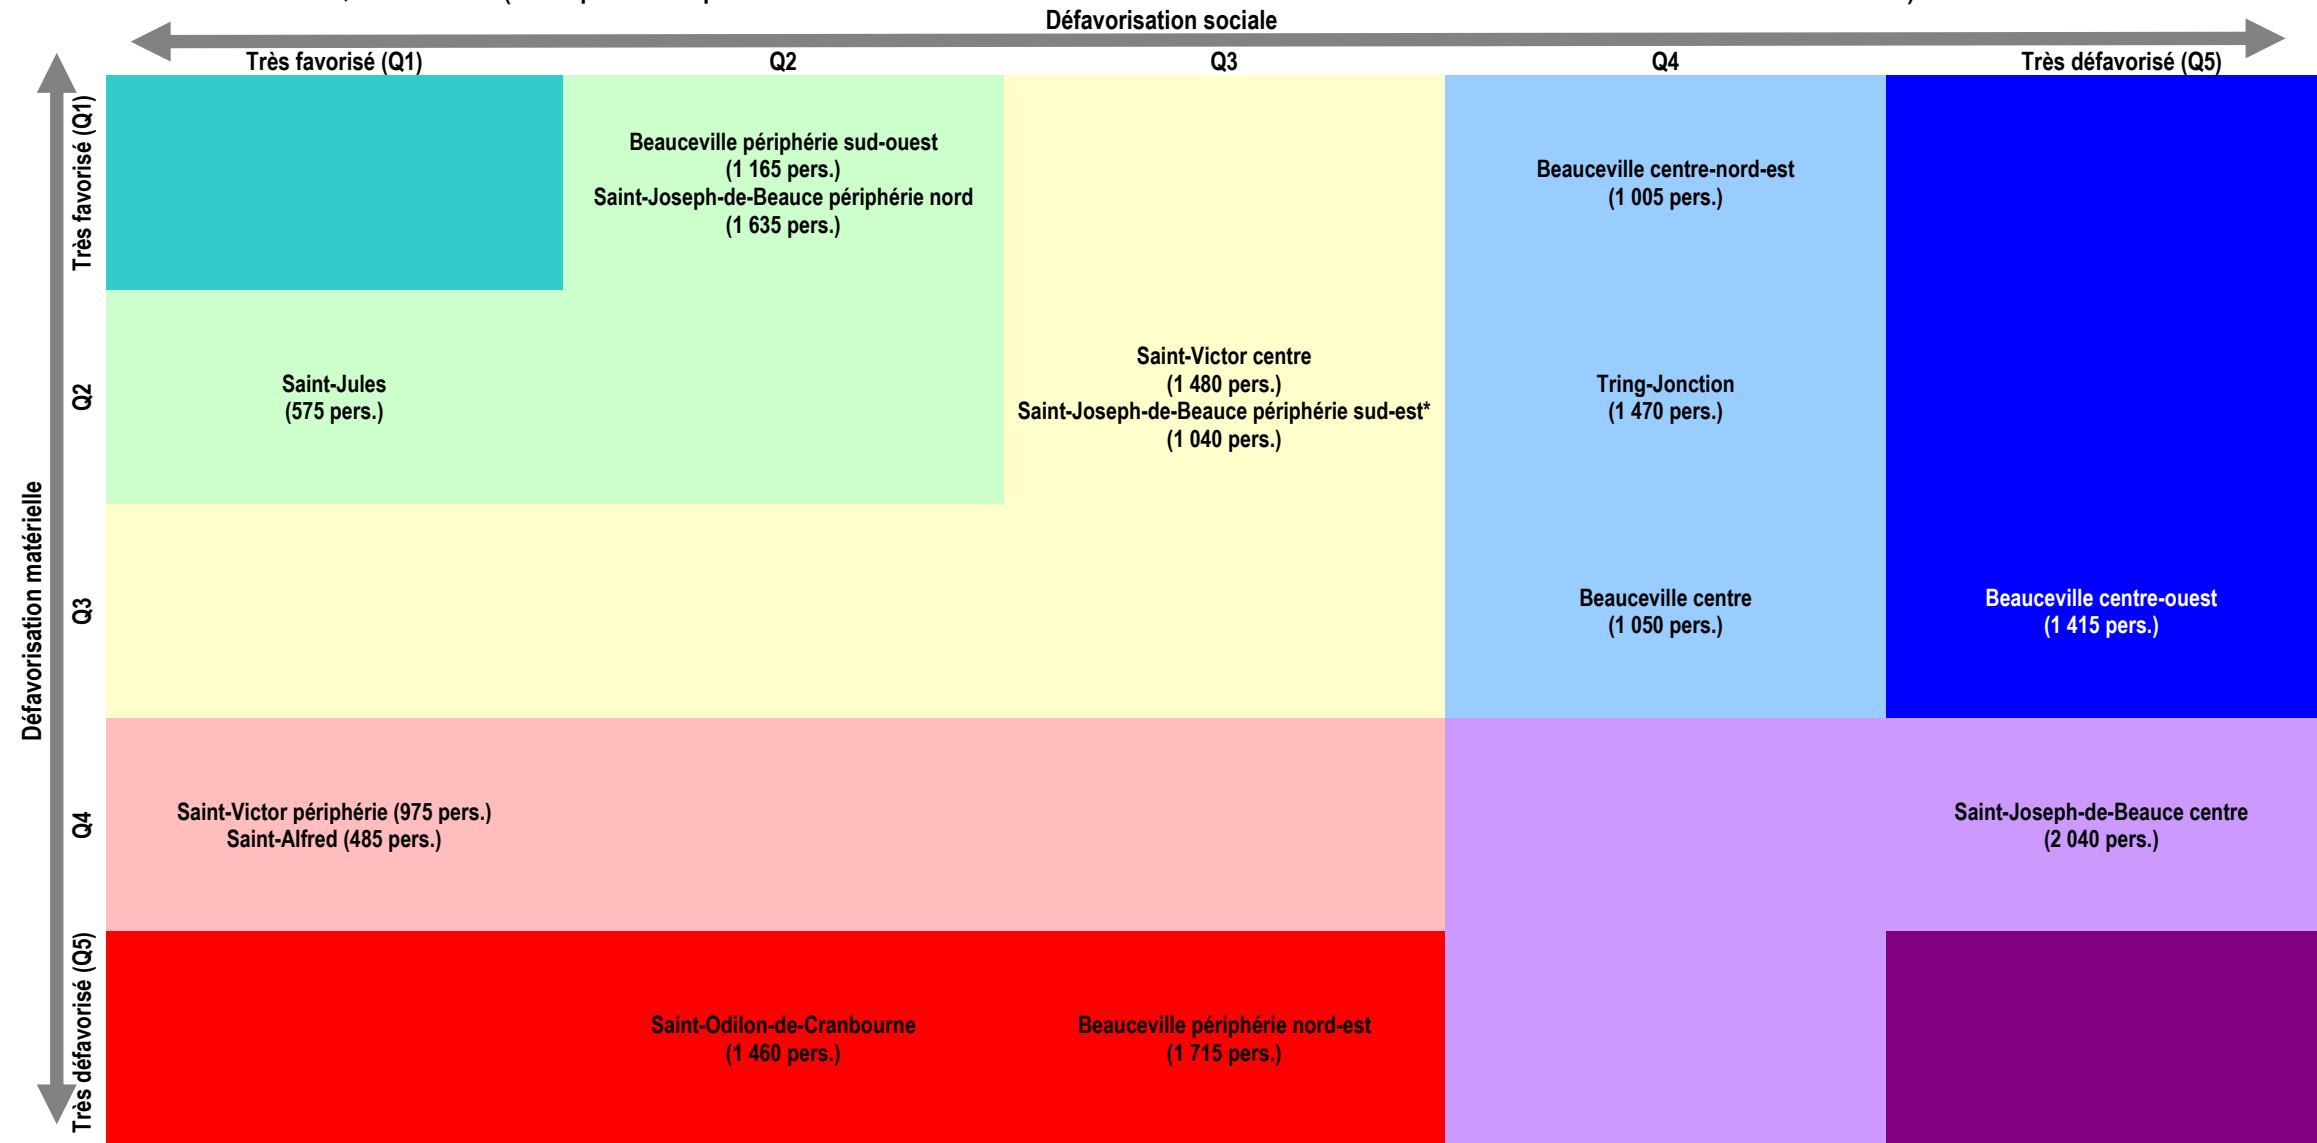 Défavorisation sociale
Très favorisé (Q1)
Q2
Q3
Q4
Très défavorisé (Q5)
Défavorisation matérielle
Très favorisé (Q1)
Beauceville périphérie sud-ouest
(1 165 pers.)
Saint-Joseph-de-Beauce périphérie nord
(1 635 pers.)
Beauceville centre-nord-est
(1 005 pers.)
Q2
Saint-Jules
(575 pers.)
Saint-Victor centre
(1 480 pers.)
Saint-Joseph-de-Beauce périphérie sud-est*
(1 040 pers.)
Tring-Jonction
(1 470 pers.)
Q3
Beauceville centre
(1 050 pers.)
Beauceville centre-ouest
(1 415 pers.)
Q4
Saint-Victor périphérie (975 pers.)
Saint-Alfred (485 pers.)
Saint-Joseph-de-Beauce centre
(2 040 pers.)
Très défavorisé (Q5)
Saint-Odilon-de-Cranbourne
(1 460 pers.)
Beauceville périphérie nord-est
(1 715 pers.)